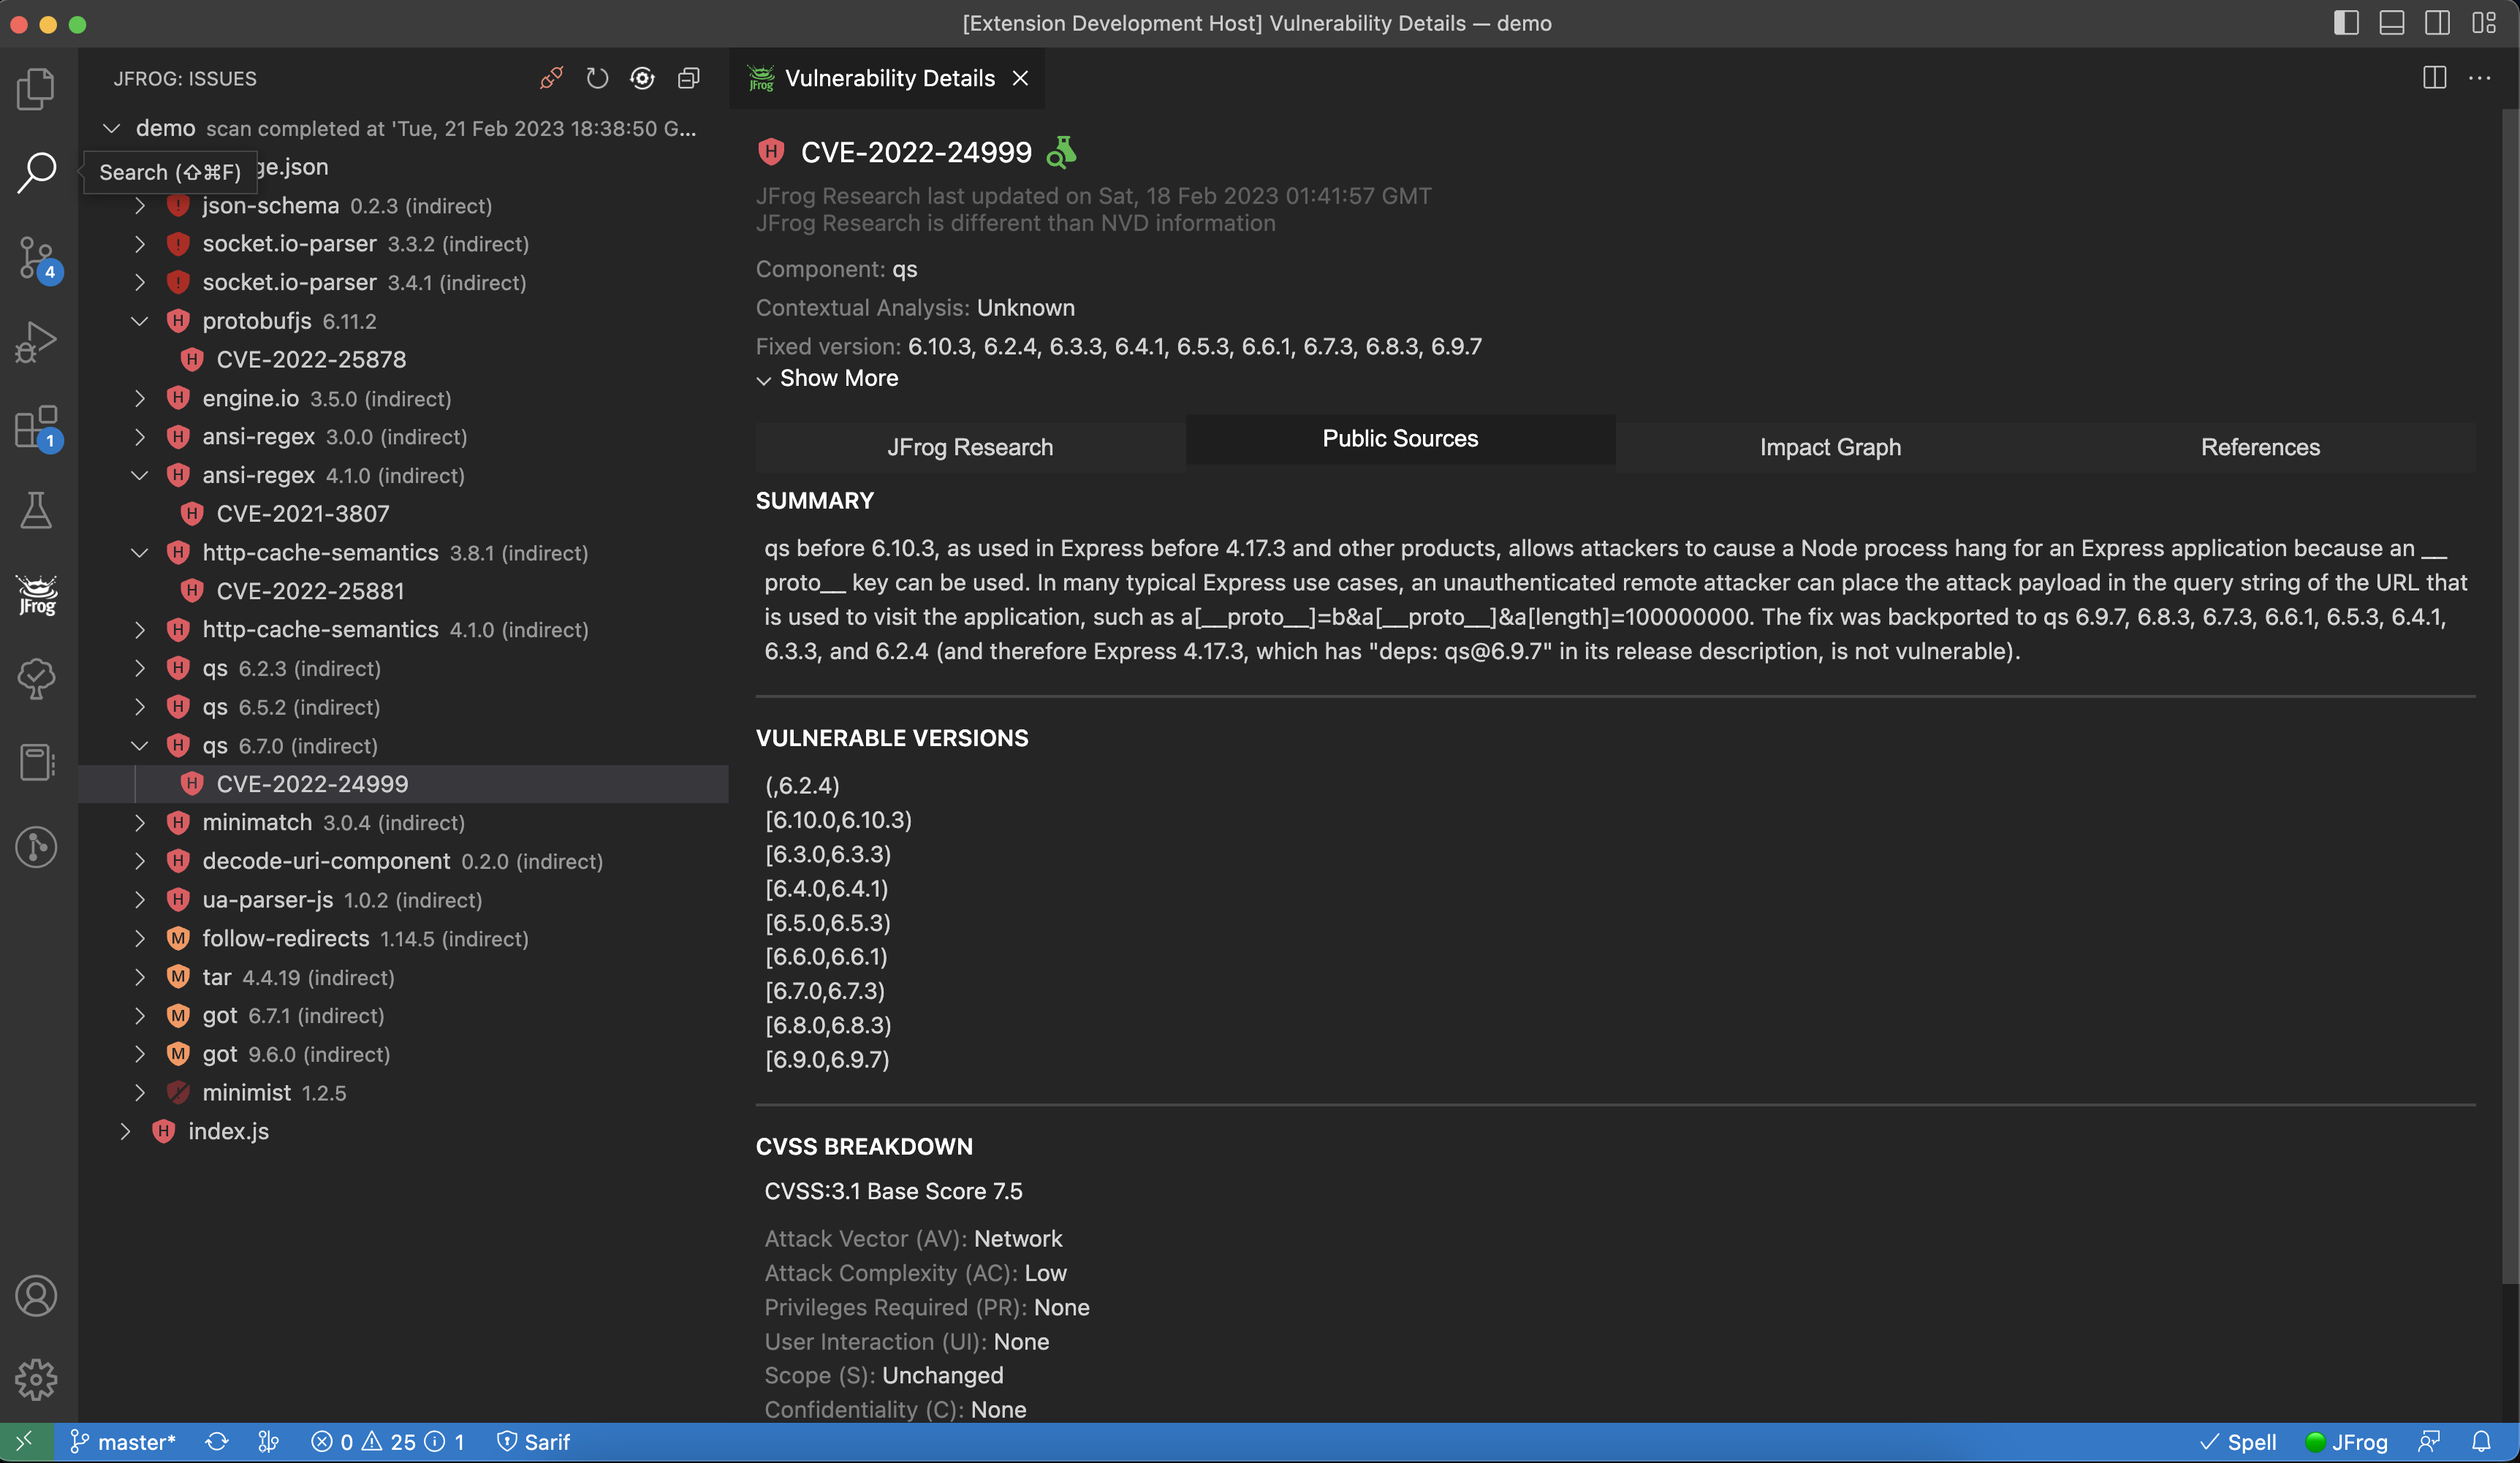 [Extension Development Host] Vulnerability Details — demo
JFROG: ISSUES
demo scan completed at 'Tue, 21 Feb 2023 18:38:50 G...
Search (⇧⌘F)
ge.json
json-schema 0.2.3 (indirect)
socket.io-parser 3.3.2 (indirect)
4
socket.io-parser 3.4.1 (indirect)
H protobufjs 6.11.2
H CVE-2022-25878
H engine.io 3.5.0 (indirect)
1
H ansi-regex 3.0.0 (indirect)
H ansi-regex 4.1.0 (indirect)
H CVE-2021-3807
H http-cache-semantics 3.8.1 (indirect)
JFrog
H CVE-2022-25881
H http-cache-semantics 4.1.0 (indirect)
H qs 6.2.3 (indirect)
H qs 6.5.2 (indirect)
H qs 6.7.0 (indirect)
H CVE-2022-24999
H minimatch 3.0.4 (indirect)
H decode-uri-component 0.2.0 (indirect)
H ua-parser-js 1.0.2 (indirect)
M follow-redirects 1.14.5 (indirect)
M tar 4.4.19 (indirect)
M got 6.7.1 (indirect)
M got 9.6.0 (indirect)
minimist 1.2.5
H index.js
JFrog Vulnerability Details
H CVE-2022-24999
JFrog Research last updated on Sat, 18 Feb 2023 01:41:57 GMT
JFrog Research is different than NVD information
Component: qs
Contextual Analysis: Unknown
Fixed version: 6.10.3, 6.2.4, 6.3.3, 6.4.1, 6.5.3, 6.6.1, 6.7.3, 6.8.3, 6.9.7
Show More
JFrog Research Public Sources Impact Graph References
SUMMARY
qs before 6.10.3, as used in Express before 4.17.3 and other products, allows attackers to cause a Node process hang for an Express application because an __
proto__ key can be used. In many typical Express use cases, an unauthenticated remote attacker can place the attack payload in the query string of the URL that
is used to visit the application, such as a[__proto__]=b&a[__proto__]&a[length]=100000000. The fix was backported to qs 6.9.7, 6.8.3, 6.7.3, 6.6.1, 6.5.3, 6.4.1,
6.3.3, and 6.2.4 (and therefore Express 4.17.3, which has "deps: qs@6.9.7" in its release description, is not vulnerable).
VULNERABLE VERSIONS
(,6.2.4)
[6.10.0,6.10.3)
[6.3.0,6.3.3)
[6.4.0,6.4.1)
[6.5.0,6.5.3)
[6.6.0,6.6.1)
[6.7.0,6.7.3)
[6.8.0,6.8.3)
[6.9.0,6.9.7)
CVSS BREAKDOWN
CVSS:3.1 Base Score 7.5
Attack Vector (AV): Network
Attack Complexity (AC): Low
Privileges Required (PR): None
User Interaction (UI): None
Scope (S): Unchanged
Confidentiality (C): None
master* 0 25 1 Sarif Spell JFrog